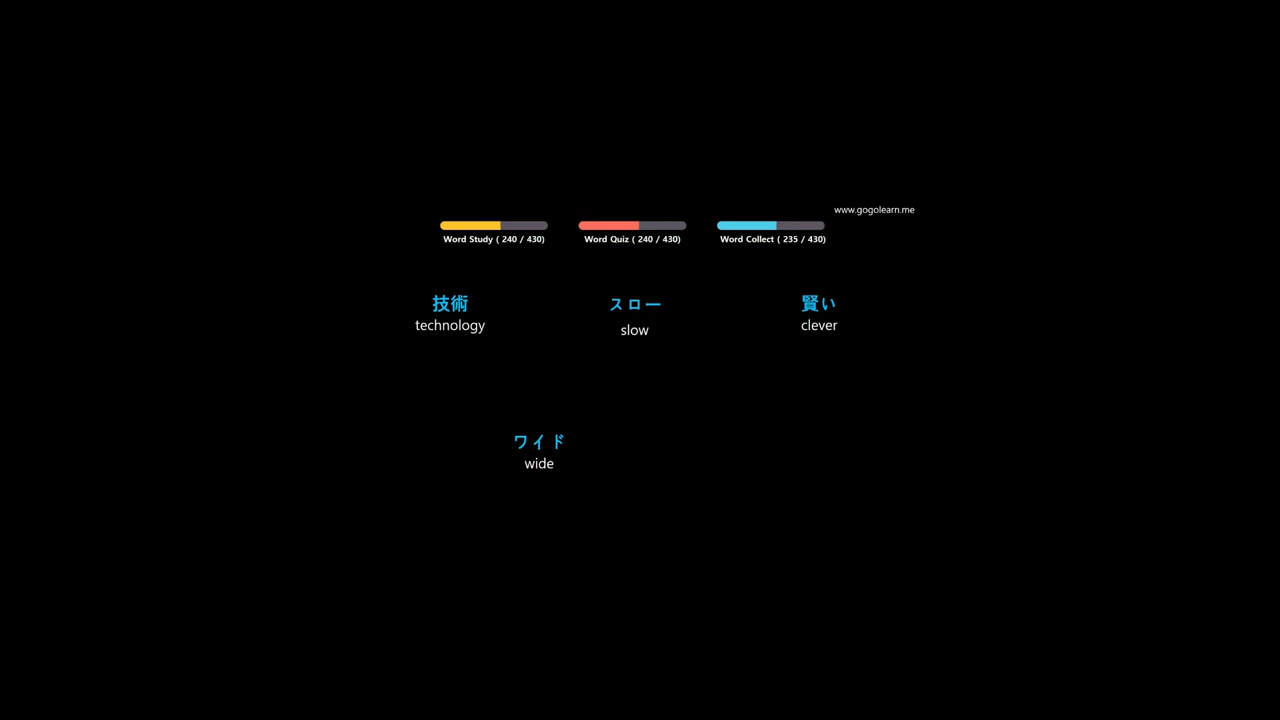 www.gogolearn.me
Word Study ( 240 / 430)
Word Quiz ( 240 / 430)
Word Collect ( 235 / 430)
技術
technology
スロー
slow
賢い
clever
ワイド
wide